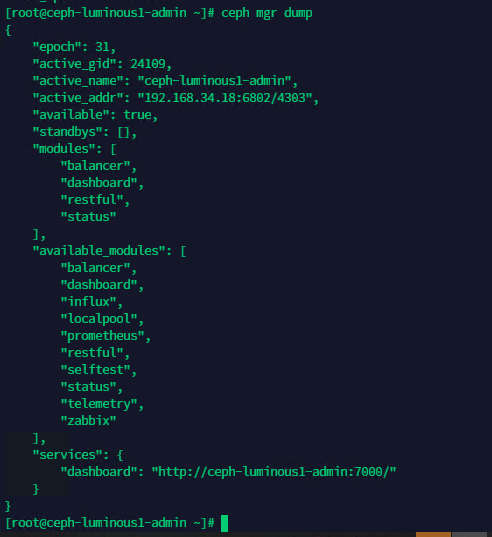 [root@ceph-luminous1-admin ~]# ceph mgr dump
{
    "epoch": 31,
    "active_gid": 24109,
    "active_name": "ceph-luminous1-admin",
    "active_addr": "192.168.34.18:6802/4303",
    "available": true,
    "standbys": [],
    "modules": [
        "balancer",
        "dashboard",
        "restful",
        "status"
    ],
    "available_modules": [
        "balancer",
        "dashboard",
        "influx",
        "localpool",
        "prometheus",
        "restful",
        "selftest",
        "status",
        "telemetry",
        "zabbix"
    ],
    "services": {
        "dashboard": "http://ceph-luminous1-admin:7000/"
    }
}
[root@ceph-luminous1-admin ~]#